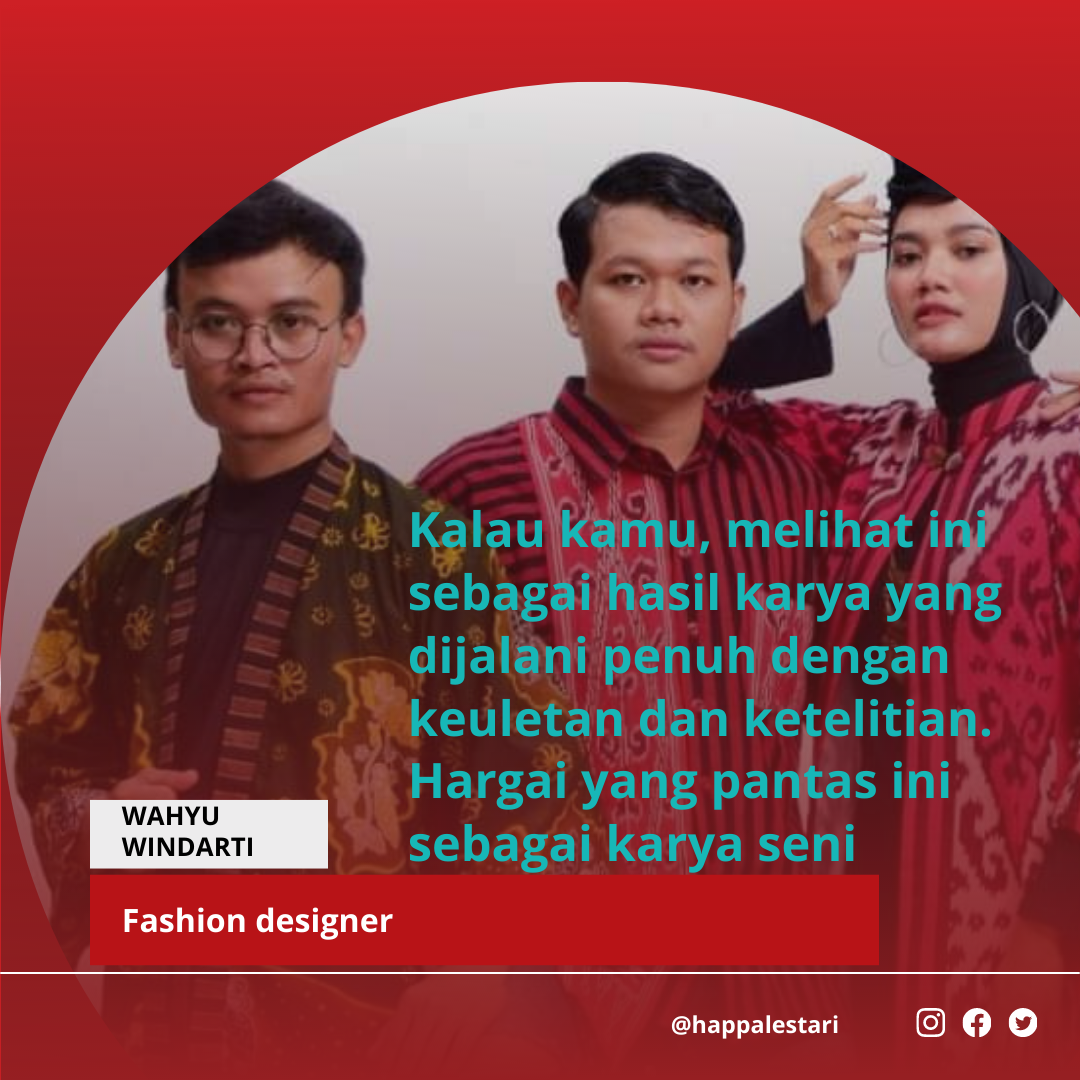 Kalau kamu, melihat ini
sebagai hasil karya yang
dijalani penuh dengan
keuletan dan ketelitian.
Hargai yang pantas ini
sebagai karya seni
WAHYU
WINDARTI
Fashion designer
@happalestari